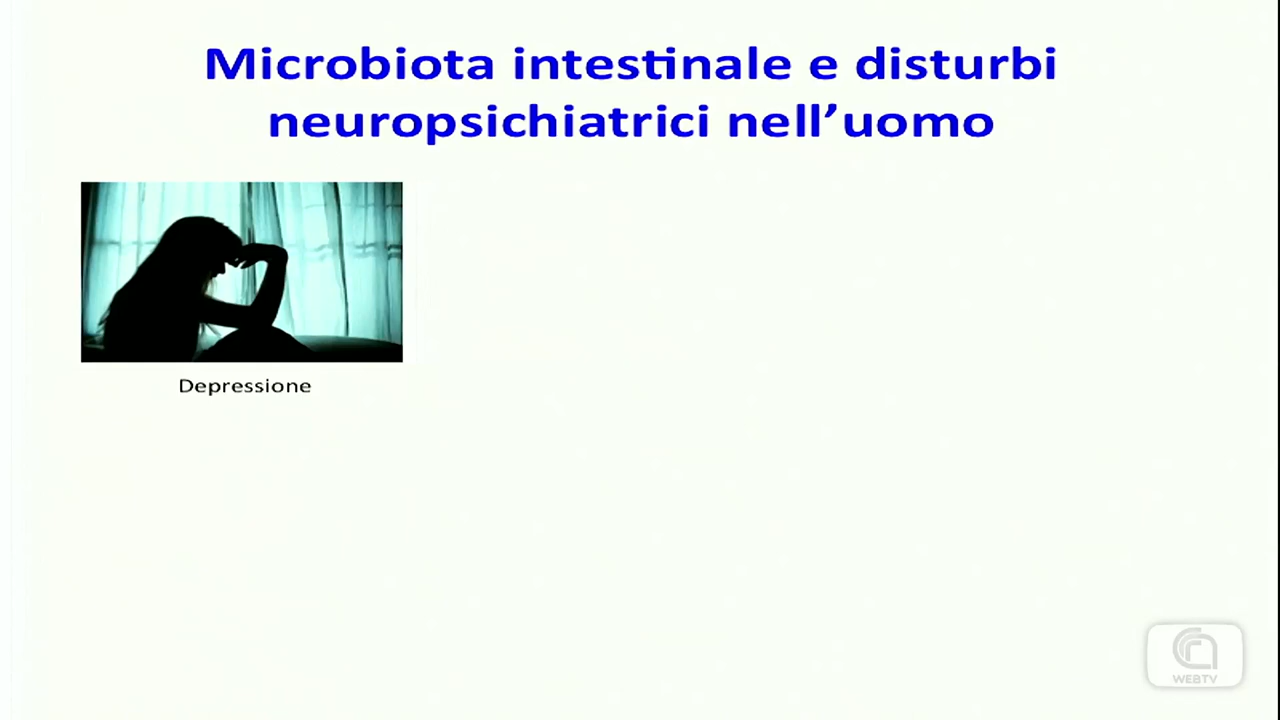 Microbiota intestinale e disturbi
neuropsichiatrici nell’uomo
Depressione
WEBTV